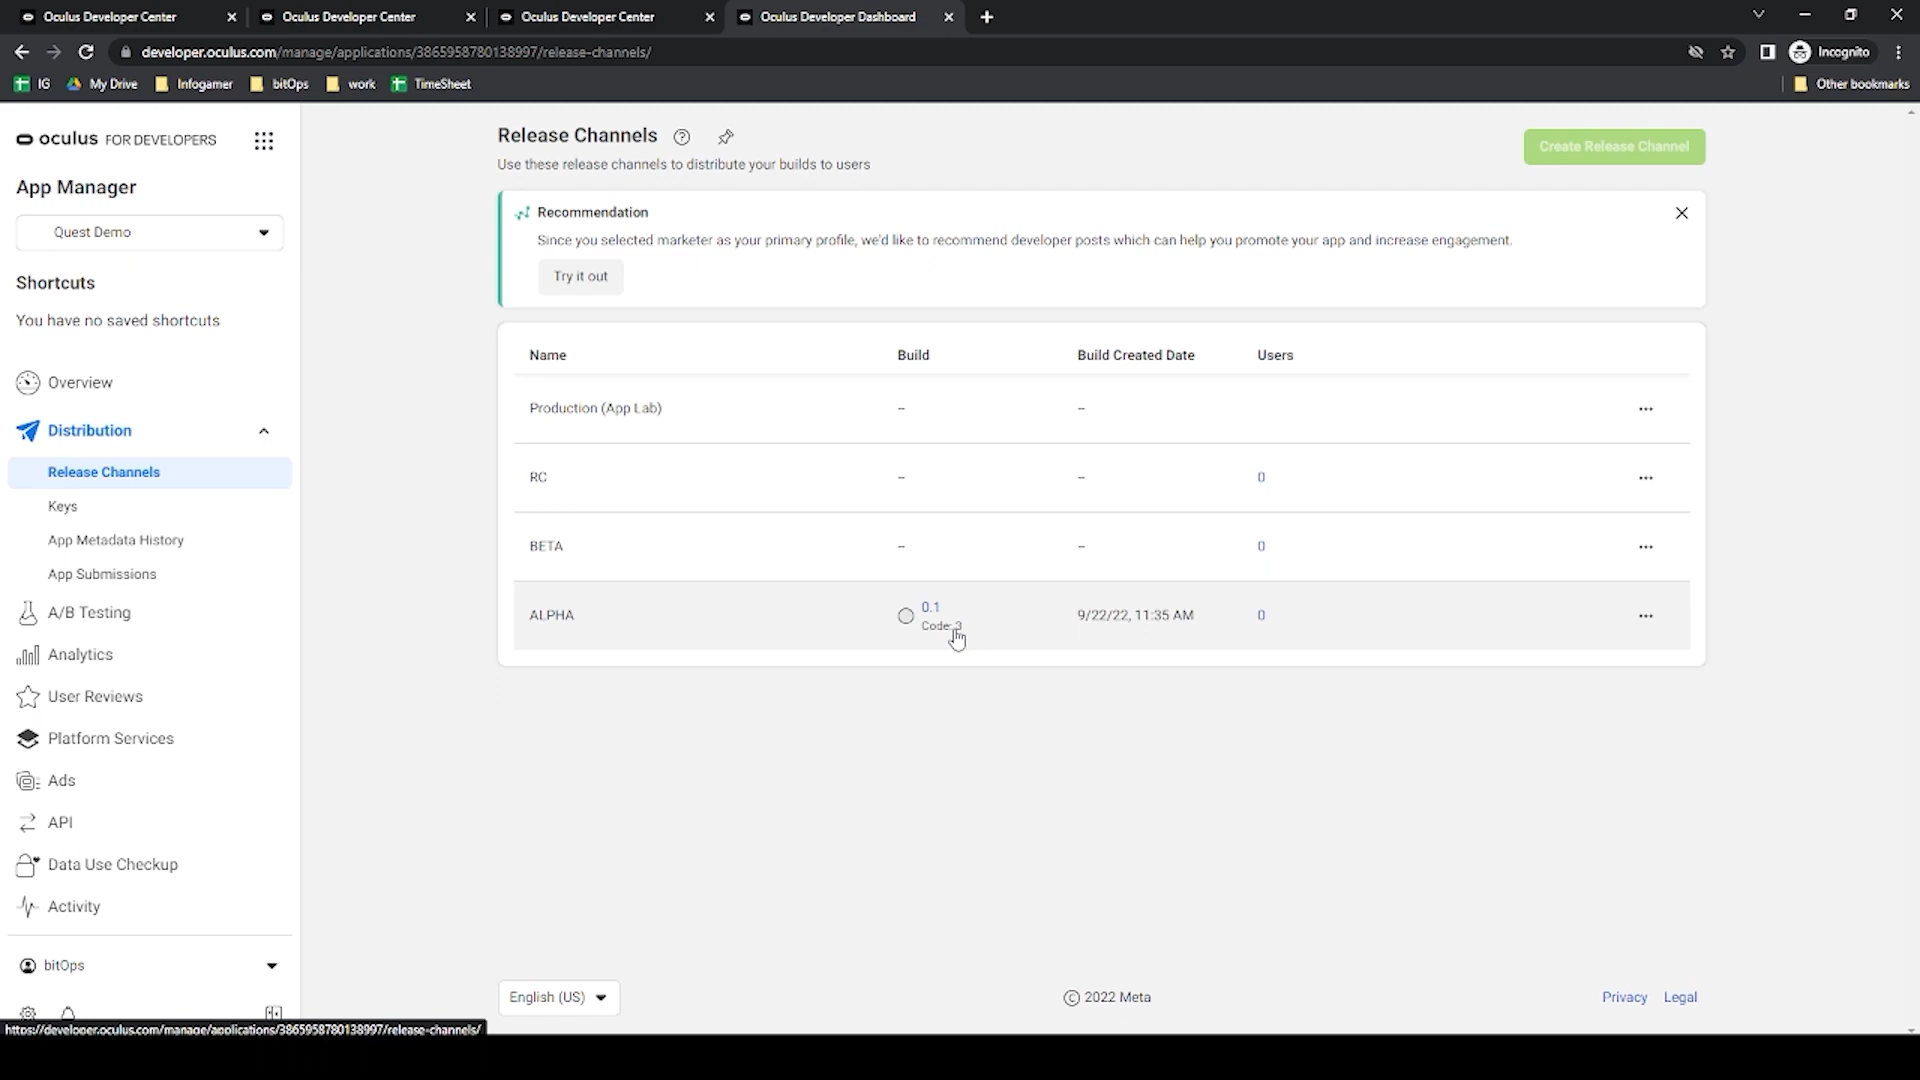 Oculus Developer Center
Oculus Developer Center
Oculus Developer Center
Oculus Developer Dashboard
developer.oculus.com/manage/applications/3865958780138997/release-channels/
Incognito
IG
My Drive
Infogamer
bitOps
work
TimeSheet
Other bookmarks
oculus FOR DEVELOPERS
App Manager
Quest Demo
Shortcuts
You have no saved shortcuts
Overview
Distribution
Release Channels
Keys
App Metadata History
App Submissions
A/B Testing
Analytics
User Reviews
Platform Services
Ads
API
Data Use Checkup
Activity
bitOps
https://developer.oculus.com/manage/applications/3865958780138997/release-channels/
Release Channels
Use these release channels to distribute your builds to users
Create Release Channel
Recommendation
Since you selected marketer as your primary profile, we'd like to recommend developer posts which can help you promote your app and increase engagement.
Try it out
Name Build Build Created Date Users
Production (App Lab) -- --
RC -- -- 0
BETA -- -- 0
ALPHA 0.1 9/22/22, 11:35 AM 0
Code: 3
English (US)
© 2022 Meta
Privacy Legal